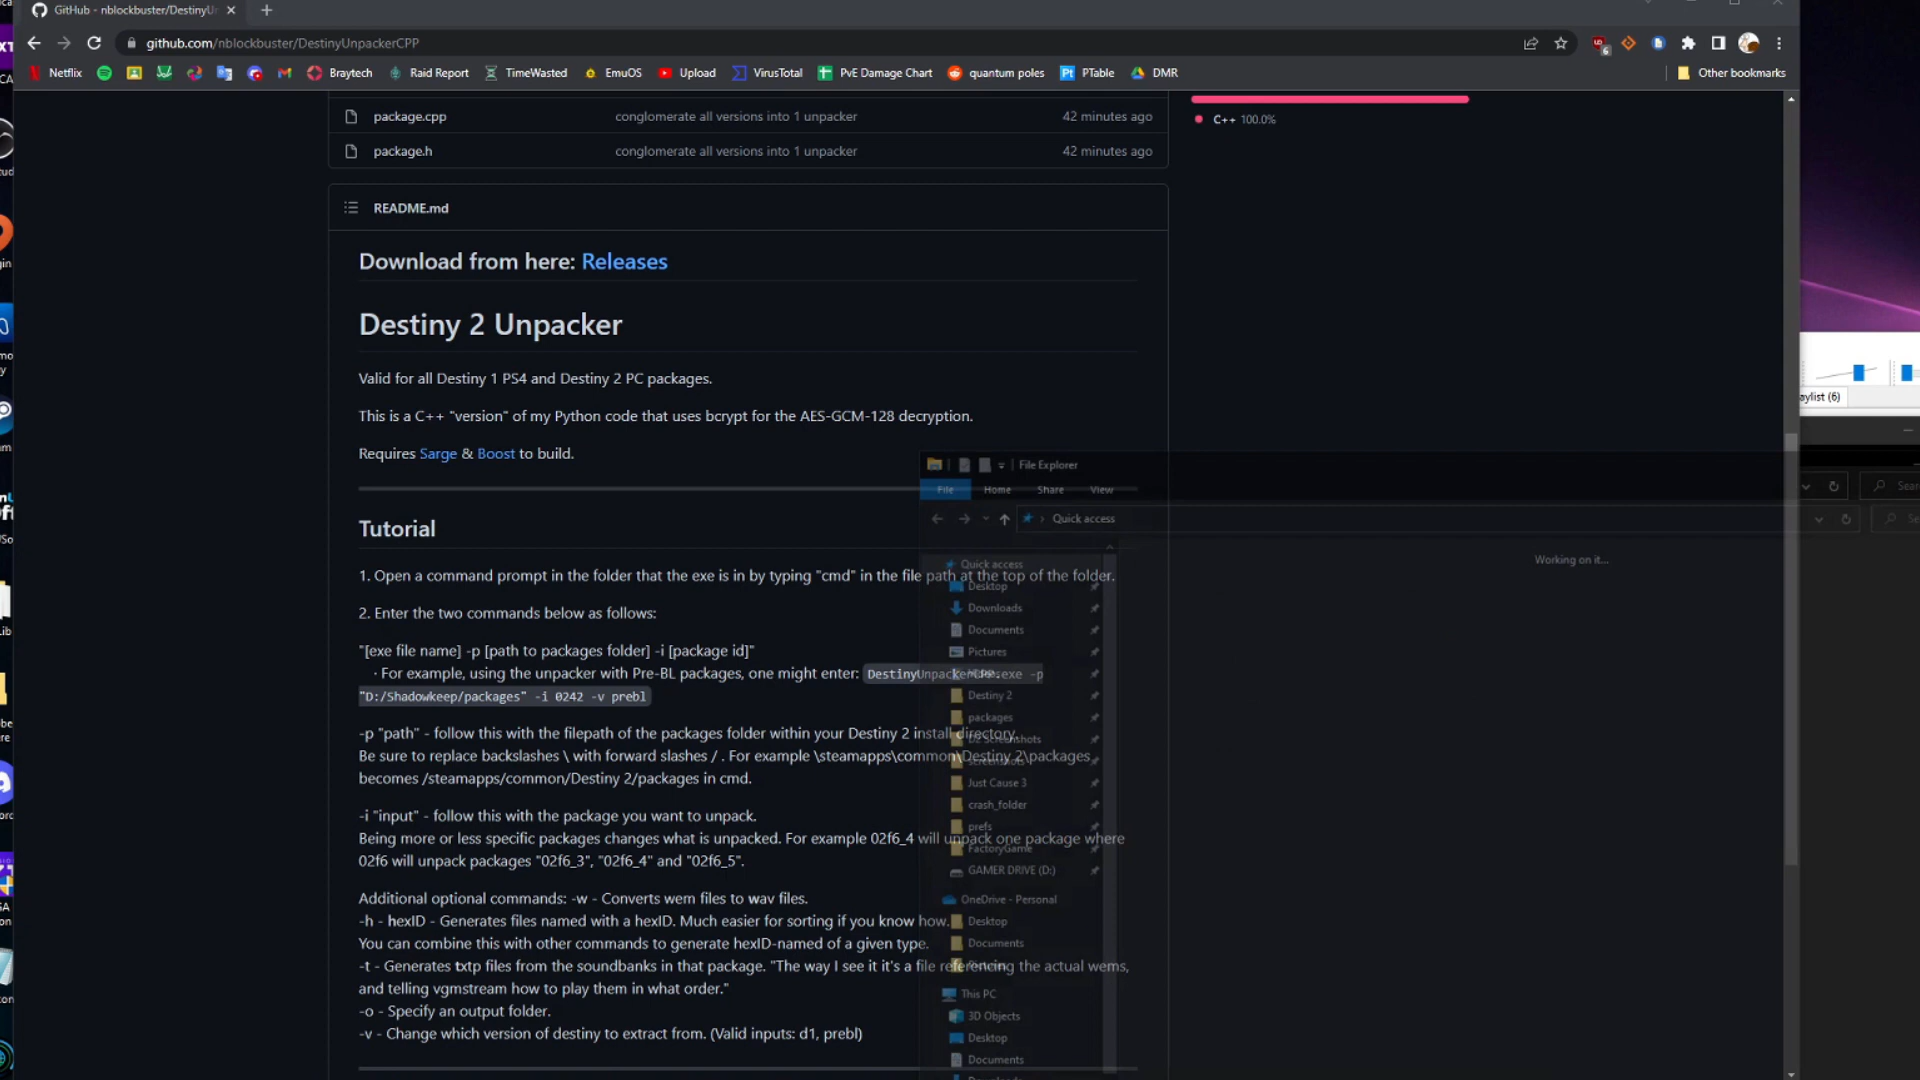 GitHub - nblockbuster/DestinyUn
github.com/nblockbuster/DestinyUnpackerCPP
Netflix
Braytech
Raid Report
TimeWasted
EmuOS
Upload
VirusTotal
PvE Damage Chart
quantum poles
PTable
DMR
Other bookmarks
package.cpp conglomerate all versions into 1 unpacker 42 minutes ago
package.h conglomerate all versions into 1 unpacker 42 minutes ago
C++ 100.0%
README.md
Download from here: Releases
Destiny 2 Unpacker
Valid for all Destiny 1 PS4 and Destiny 2 PC packages.
This is a C++ "version" of my Python code that uses bcrypt for the AES-GCM-128 decryption.
Requires Sarge & Boost to build.
Tutorial
1. Open a command prompt in the folder that the exe is in by typing "cmd" in the file path at the top of the folder.
2. Enter the two commands below as follows:
"[exe file name] -p [path to packages folder] -i [package id]"
· For example, using the unpacker with Pre-BL packages, one might enter: DestinyUnpackerCPP.exe -p
"D:/Shadowkeep/packages" -i 0242 -v prebl
-p "path" - follow this with the filepath of the packages folder within your Destiny 2 install directory.
Be sure to replace backslashes \ with forward slashes / . For example \steamapps\common\Destiny 2\packages
becomes /steamapps/common/Destiny 2/packages in cmd.
-i "input" - follow this with the package you want to unpack.
Being more or less specific packages changes what is unpacked. For example 02f6_4 will unpack one package where
02f6 will unpack packages "02f6_3", "02f6_4" and "02f6_5".
Additional optional commands: -w - Converts wem files to wav files.
-h - hexID - Generates files named with a hexID. Much easier for sorting if you know how.
You can combine this with other commands to generate hexID-named of a given type.
-t - Generates txtp files from the soundbanks in that package. "The way I see it it's a file referencing the actual wems,
and telling vgmstream how to play them in what order."
-o - Specify an output folder.
-v - Change which version of destiny to extract from. (Valid inputs: d1, prebl)
File Explorer
File Home Share View
Quick access
Working on it...
Quick access
Desktop
Downloads
Documents
Pictures
Destiny 2
packages
D2 Screenshots
screenshots
Just Cause 3
crash_folder
prefs
FactoryGame
GAMER DRIVE (D:)
OneDrive - Personal
Desktop
Documents
Pictures
This PC
3D Objects
Desktop
Documents
aylist (6)
Sear
Se